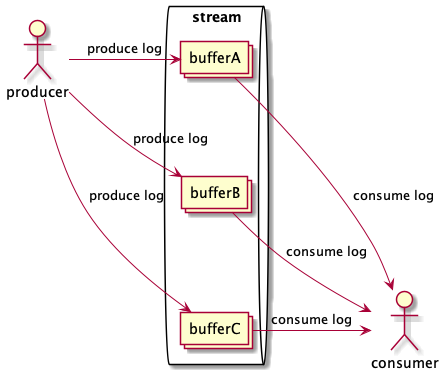 stream
produce log
bufferA
producer
produce log
produce log
bufferB
consume log
consume log
bufferC
consume log
consumer